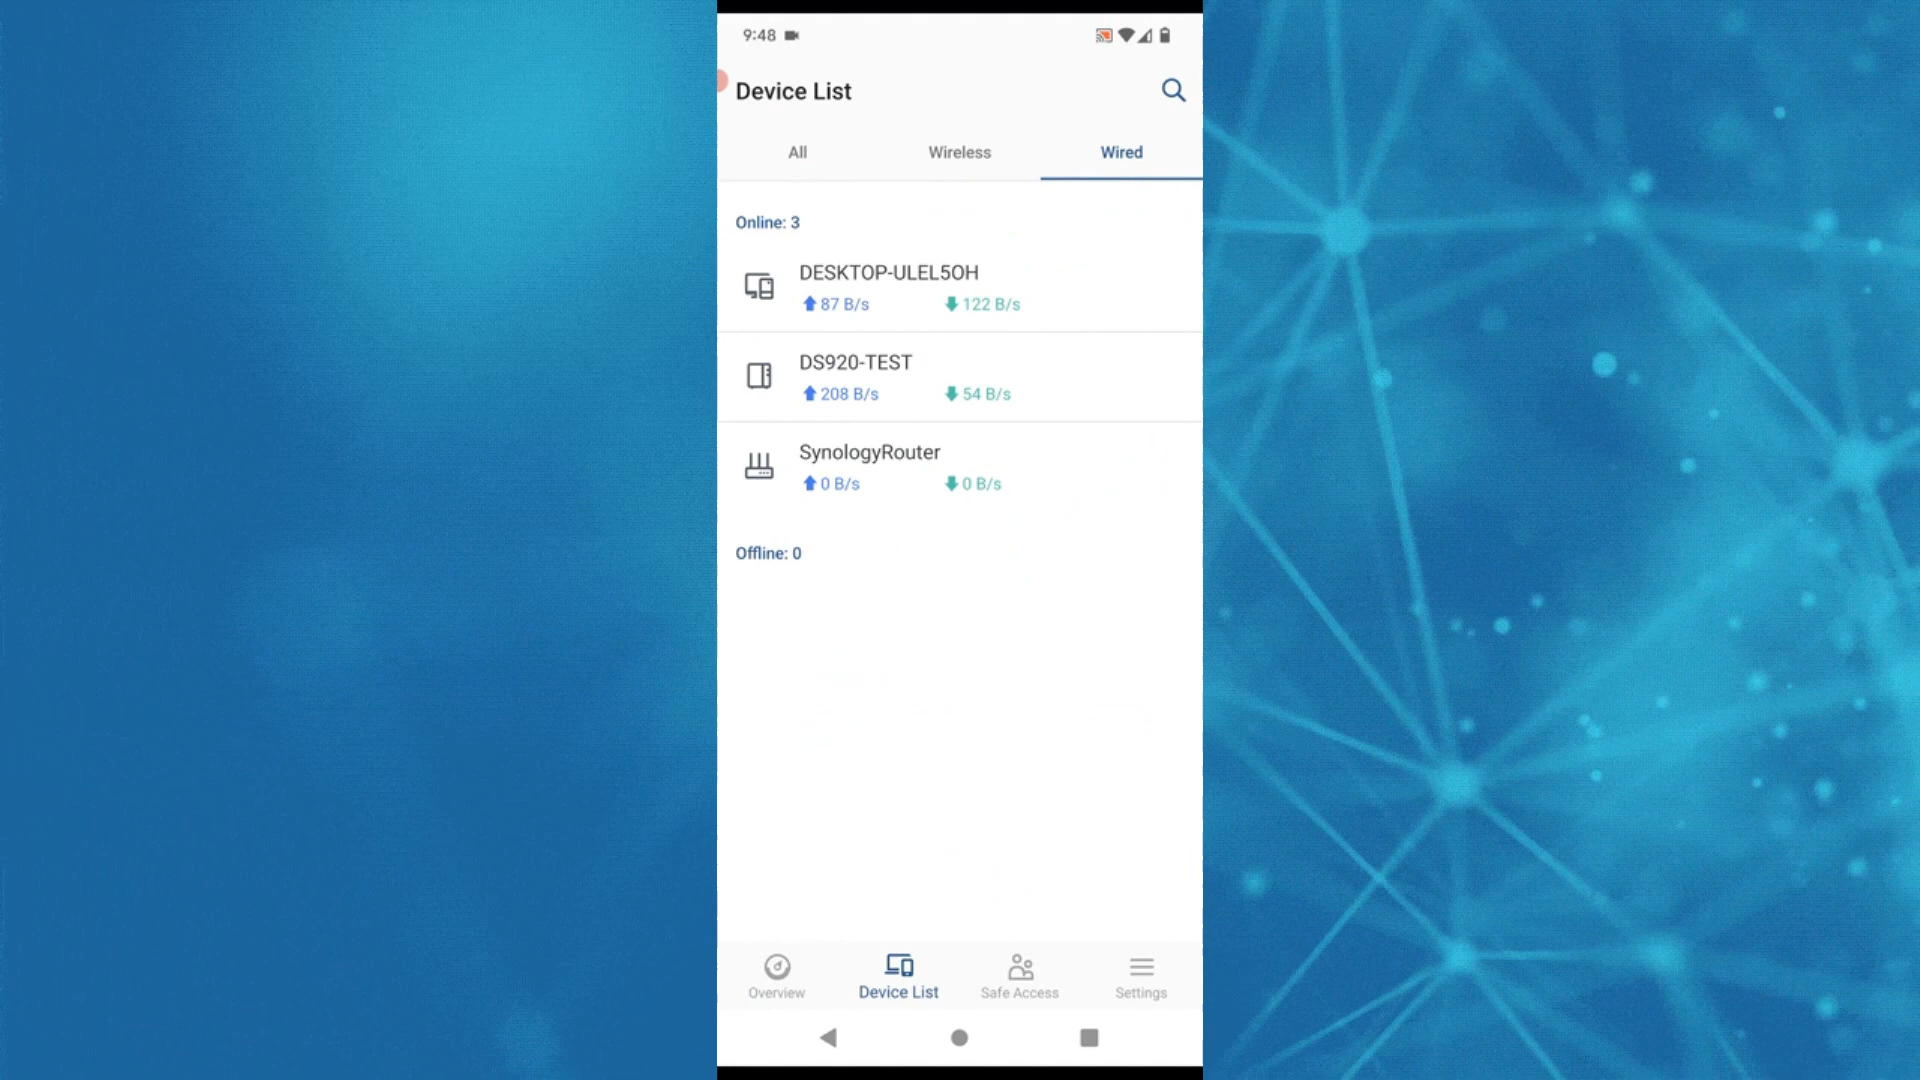 9:48
Device List
All Wireless Wired
Online: 3
DESKTOP-ULEL5OH
87 B/s 122 B/s
DS920-TEST
208 B/s 54 B/s
SynologyRouter
0 B/s 0 B/s
Offline: 0
Overview Device List Safe Access Settings